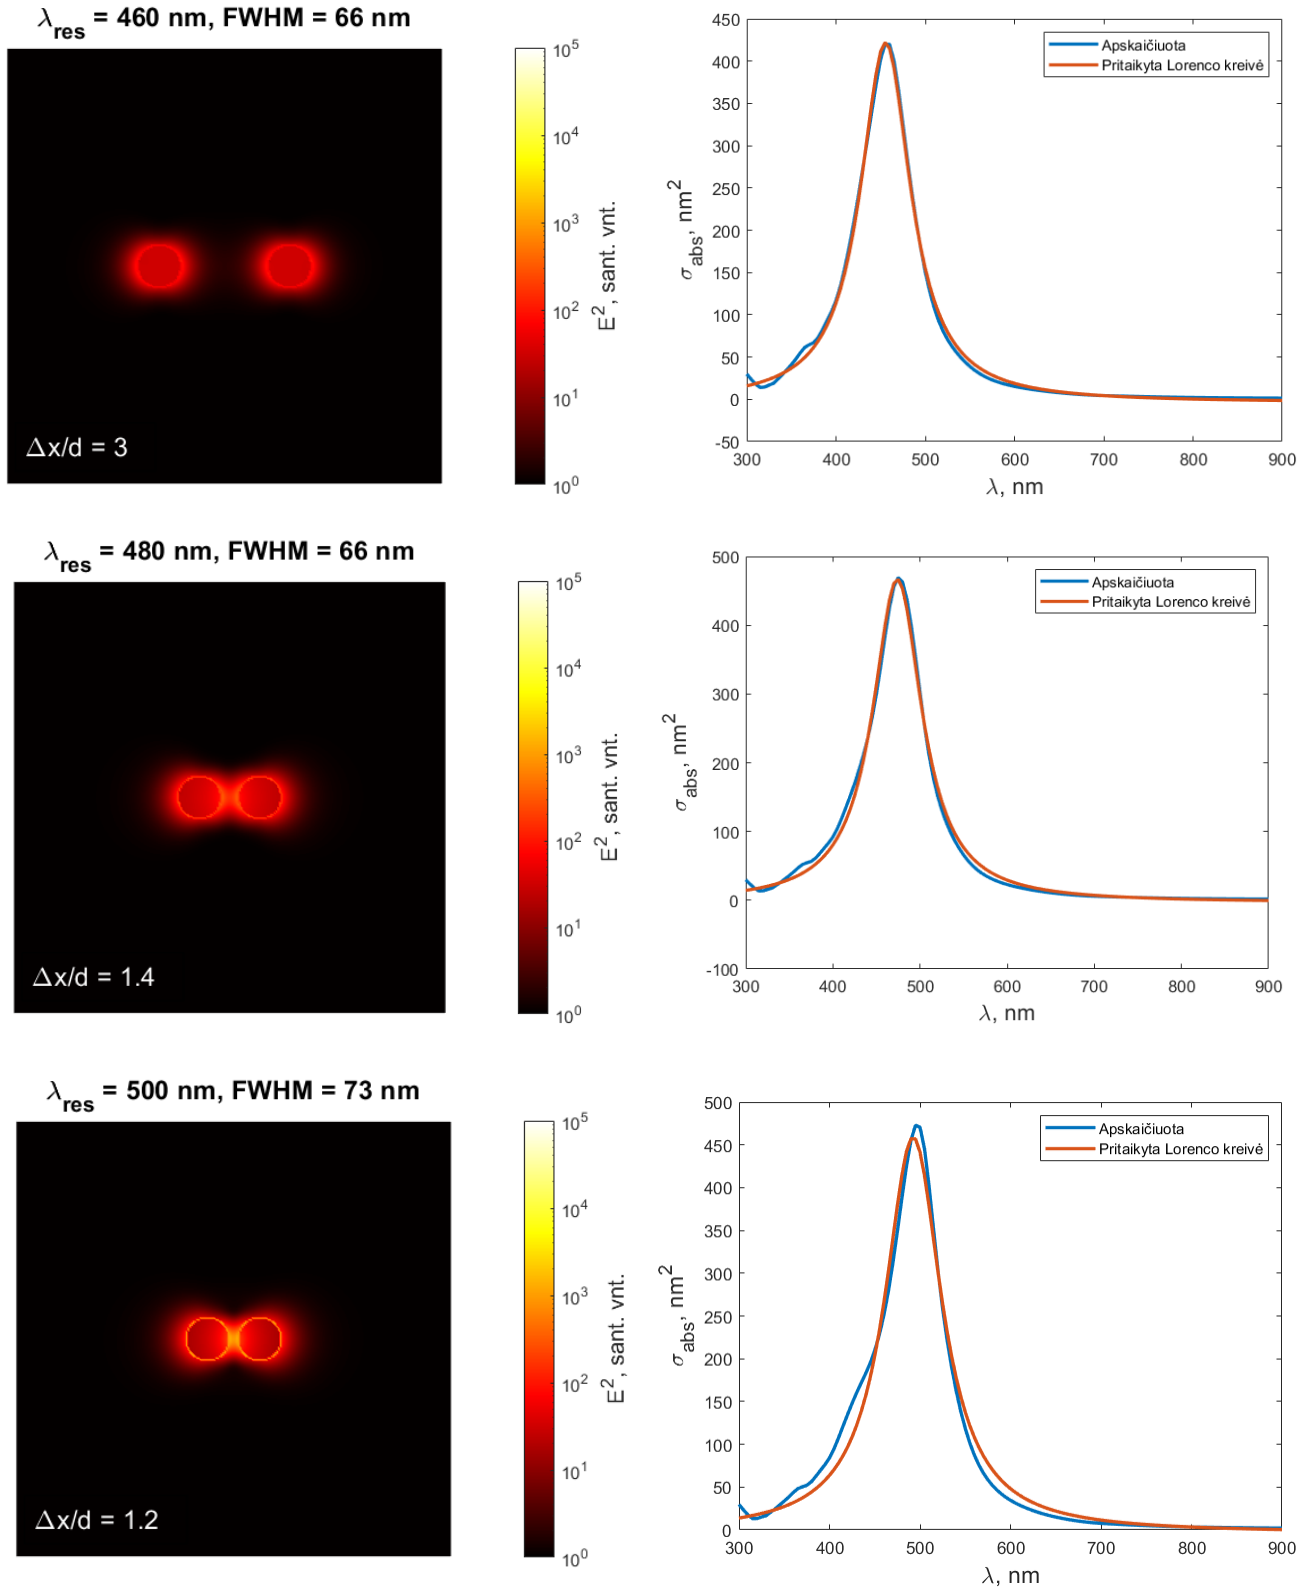 λres = 460 nm, FWHM = 66 nm
Δx/d = 3
10^5
10^4
10^3
10^2
10^1
10^0
E^2, sant. vnt.
450
400
350
300
250
200
150
100
50
0
-50
σabs, nm^2
Apskaičiuota
Pritaikyta Lorenco kreivė
300 400 500 600 700 800 900
λ, nm
λres = 480 nm, FWHM = 66 nm
Δx/d = 1.4
10^5
10^4
10^3
10^2
10^1
10^0
E^2, sant. vnt.
500
400
300
200
100
0
-100
σabs, nm^2
Apskaičiuota
Pritaikyta Lorenco kreivė
300 400 500 600 700 800 900
λ, nm
λres = 500 nm, FWHM = 73 nm
Δx/d = 1.2
10^5
10^4
10^3
10^2
10^1
10^0
E^2, sant. vnt.
500
450
400
350
300
250
200
150
100
50
0
σabs, nm^2
Apskaičiuota
Pritaikyta Lorenco kreivė
300 400 500 600 700 800 900
λ, nm